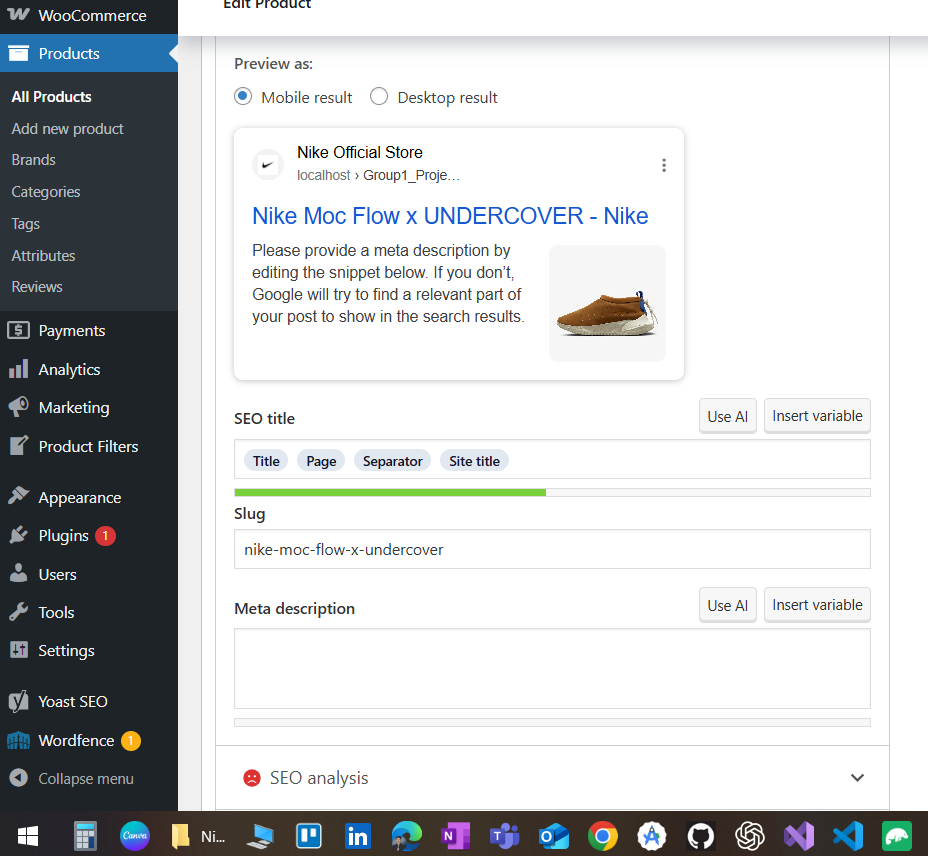 Edit Product
WooCommerce
Products
All Products
Add new product
Brands
Categories
Tags
Attributes
Reviews
Payments
Analytics
Marketing
Product Filters
Appearance
Plugins 1
Users
Tools
Settings
Yoast SEO
Wordfence 1
Collapse menu
Preview as:
Mobile result Desktop result
Nike Official Store
localhost › Group1_Proje…
Nike Moc Flow x UNDERCOVER - Nike
Please provide a meta description by
editing the snippet below. If you don’t,
Google will try to find a relevant part of
your post to show in the search results.
SEO title
Use AI Insert variable
Title Page Separator Site title
Slug
nike-moc-flow-x-undercover
Meta description
Use AI Insert variable
SEO analysis
Canva
Ni...